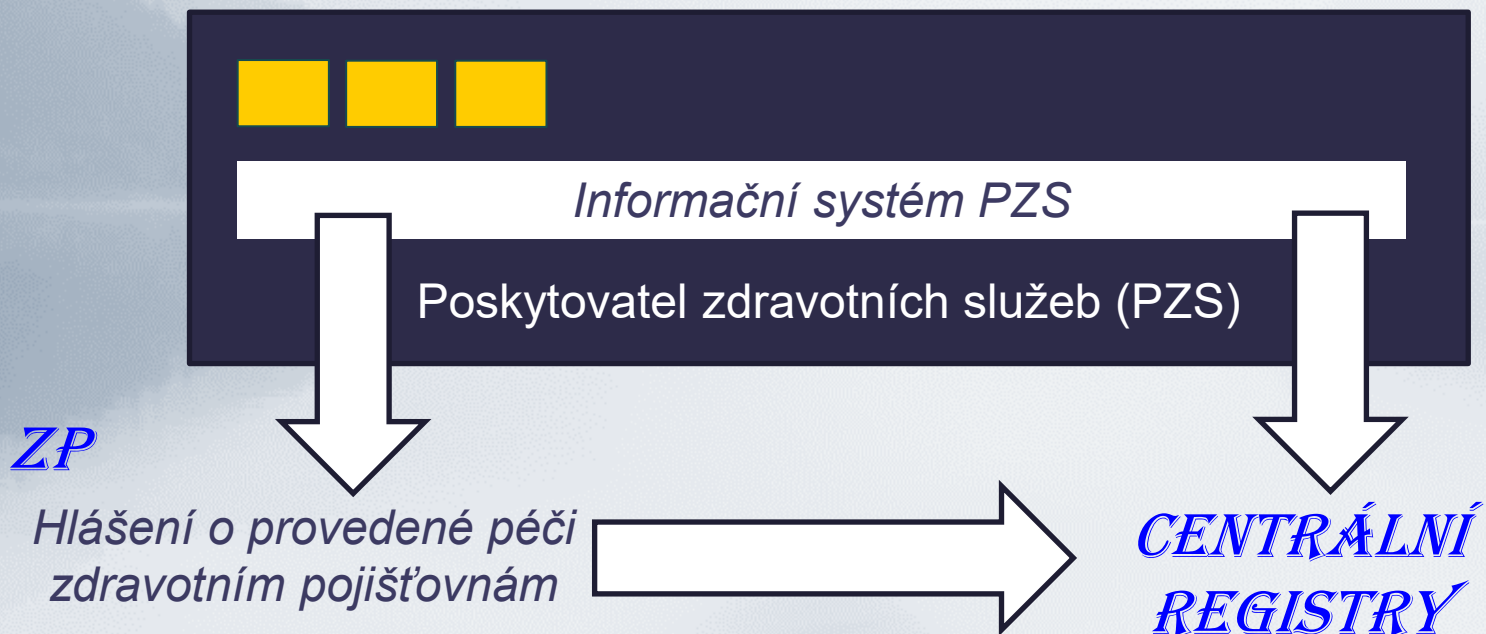 Informační systém PZS
Poskytovatel zdravotních služeb (PZS)
ZP
Hlášení o provedené péči
zdravotním pojišťovnám
CENTRÁLNÍ
REGISTRY